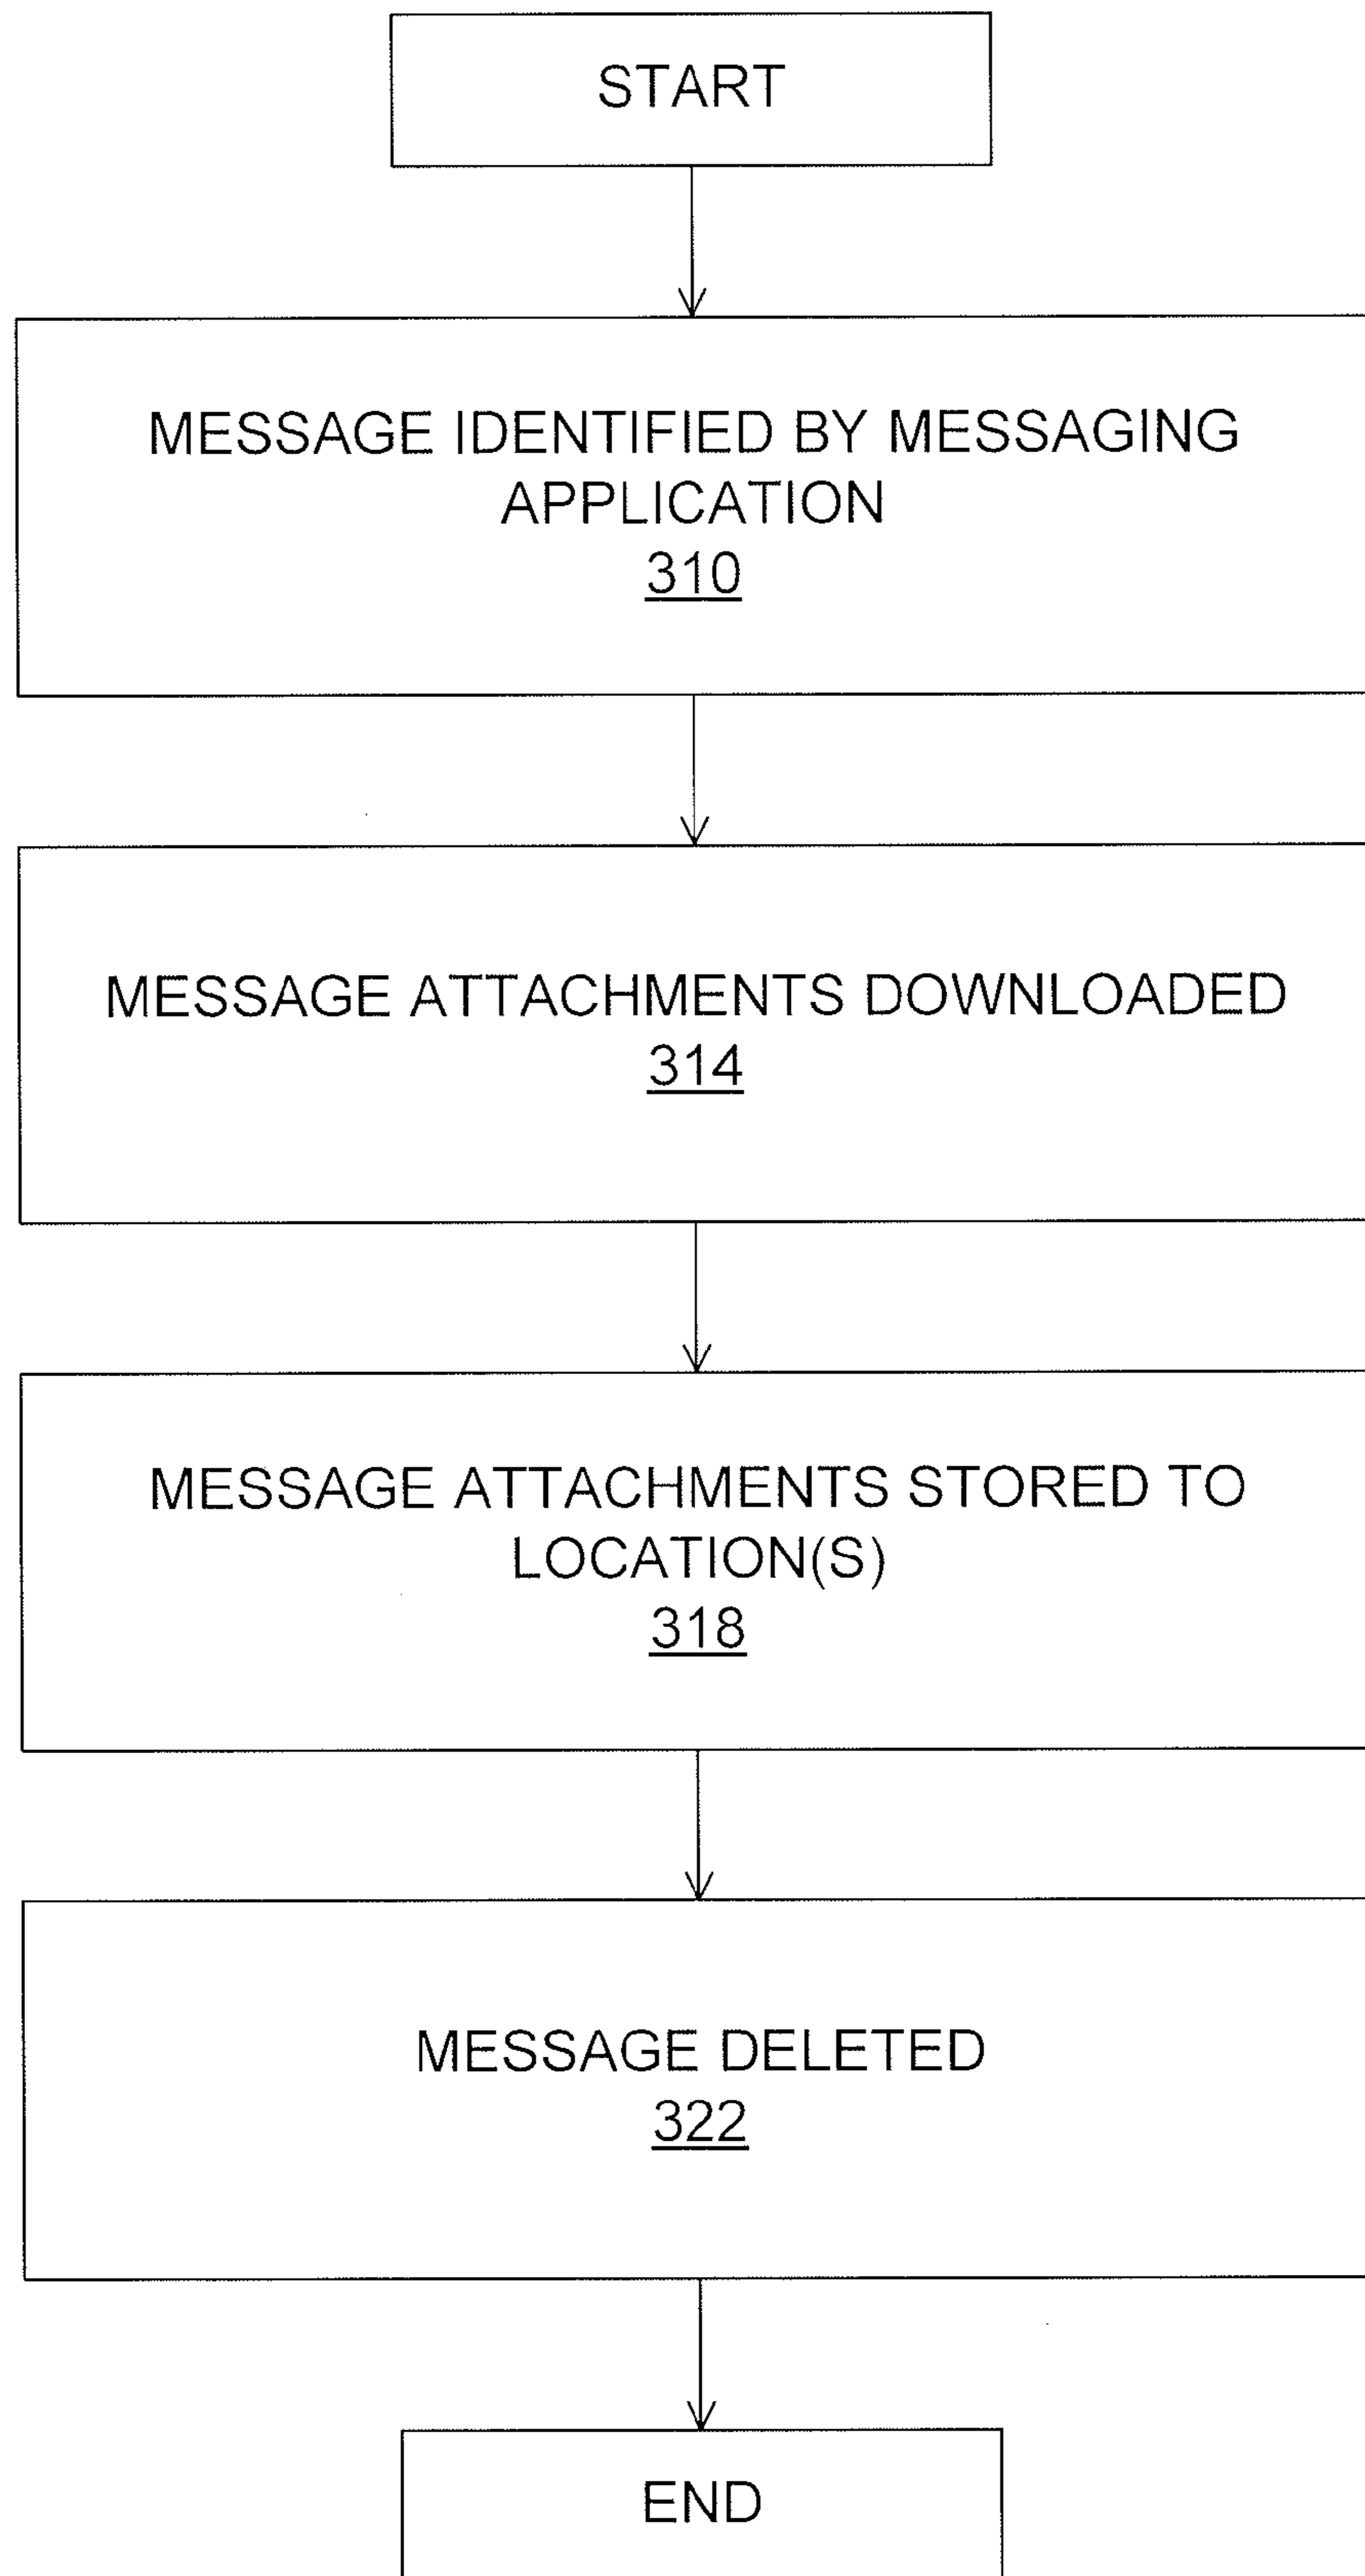 START
MESSAGE IDENTIFIED BY MESSAGING
APPLICATION
310
MESSAGE ATTACHMENTS DOWNLOADED
314
MESSAGE ATTACHMENTS STORED TO
LOCATION(S)
318
MESSAGE DELETED
322
END